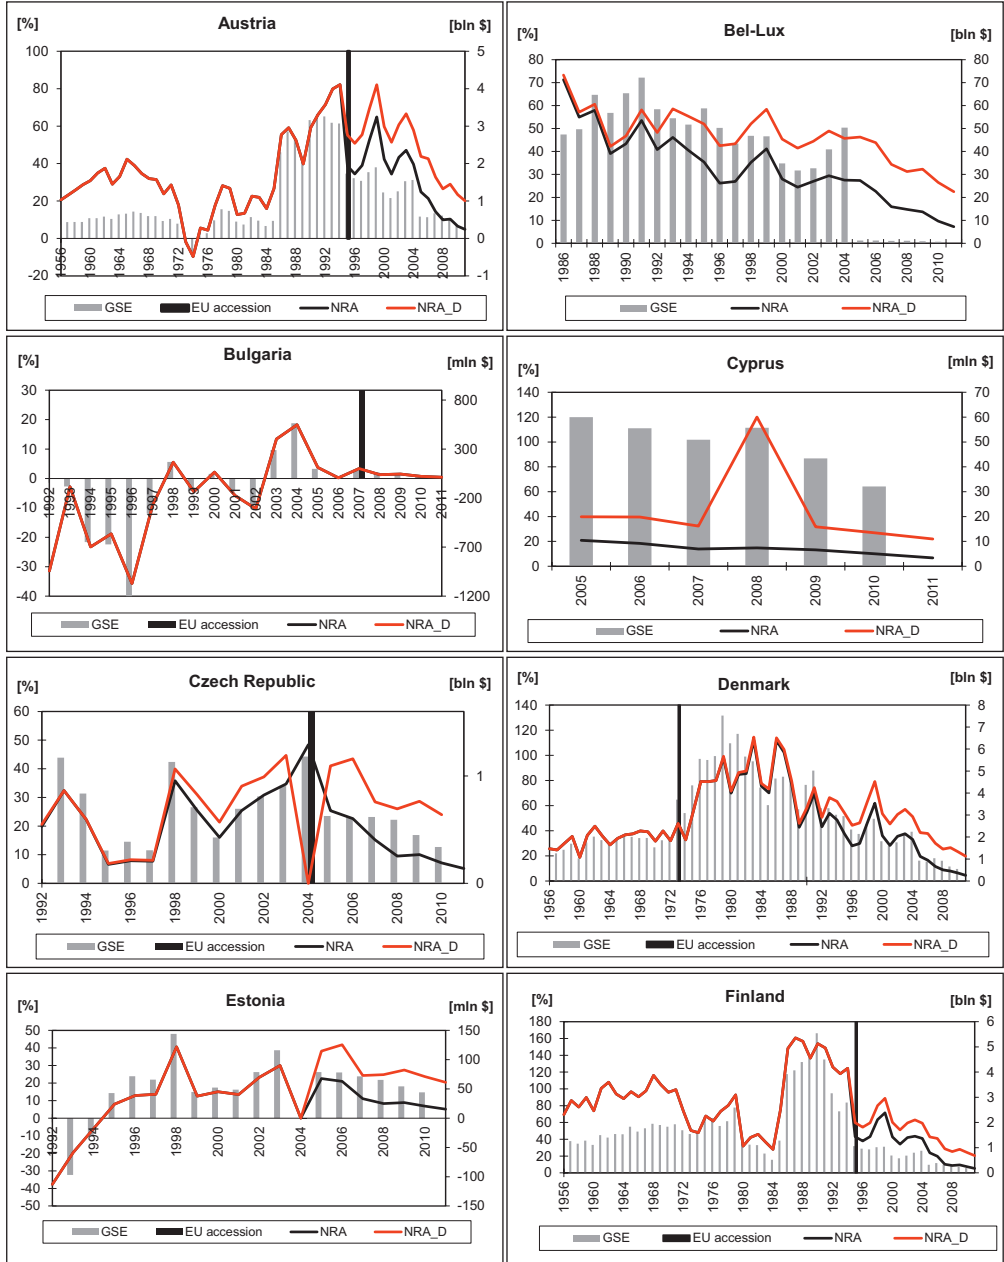 Austria
[%] [bln $]
100 5
80 4
60 3
40 2
20 1
0 0
-20 -1
1956 1960 1964 1968 1972 1976 1980 1984 1988 1992 1996 2000 2004 2008
GSE EU accession NRA NRA_D
Bel-Lux
[%] [bln $]
80 80
70 70
60 60
50 50
40 40
30 30
20 20
10 10
0 0
1986 1988 1990 1992 1994 1996 1998 2000 2002 2004 2006 2008 2010
GSE NRA NRA_D
Bulgaria
[%] [mln $]
30 800
20 300
10 -200
0 -700
-10 -1200
-20
-30
-40
1992 1993 1994 1995 1996 1997 1998 1999 2000 2001 2002 2003 2004 2005 2006 2007 2008 2009 2010 2011
GSE EU accession NRA NRA_D
Cyprus
[%] [mln $]
140 70
120 60
100 50
80 40
60 30
40 20
20 10
0 0
2005 2006 2007 2008 2009 2010 2011
GSE NRA NRA_D
Czech Republic
[%] [bln $]
60 1
50 0
40
30
20
10
0
1992 1994 1996 1998 2000 2002 2004 2006 2008 2010
GSE EU accession NRA NRA_D
Denmark
[%] [bln $]
140 8
120 7
100 6
80 5
60 4
40 3
20 2
0 1
0
1956 1960 1964 1968 1972 1976 1980 1984 1988 1992 1996 2000 2004 2008
GSE EU accession NRA NRA_D
Estonia
[%] [mln $]
50 150
40 100
30 50
20 0
10 -50
0 -100
-10 -150
-20
-30
-40
-50
1992 1994 1996 1998 2000 2002 2004 2006 2008 2010
GSE EU accession NRA NRA_D
Finland
[%] [bln $]
180 6
160 5
140 4
120 3
100 2
80 1
60 0
40
20
0
1956 1960 1964 1968 1972 1976 1980 1984 1988 1992 1996 2000 2004 2008
GSE EU accession NRA NRA_D